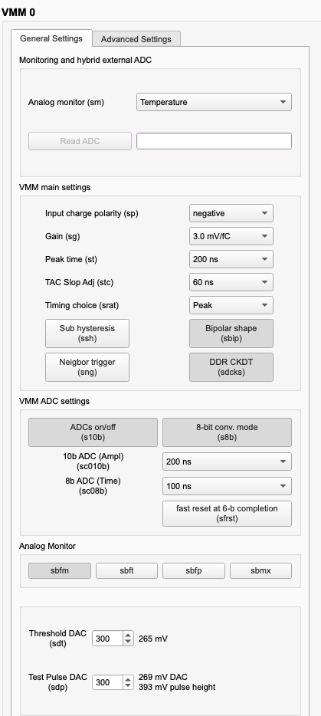 VMM 0
General Settings
Advanced Settings
Monitoring and hybrid external ADC
Analog monitor (sm)
Temperature
Read ADC
VMM main settings
Input charge polarity (sp)
negative
Gain (sg)
3.0 mV/fC
Peak time (st)
200 ns
TAC Slop Adj (stc)
60 ns
Timing choice (srat)
Peak
Sub hysteresis
(ssh)
Bipolar shape
(sbip)
Neigbor trigger
(sng)
DDR CKDT
(sdcks)
VMM ADC settings
ADCs on/off
(s10b)
8-bit conv. mode
(s8b)
10b ADC (Ampl)
(sc010b)
200 ns
8b ADC (Time)
(sc08b)
100 ns
fast reset at 6-b completion
(sfrst)
Analog Monitor
sbfm
sbft
sbfp
sbmx
Threshold DAC
(sdt)
300
265 mV
Test Pulse DAC
(sdp)
300
269 mV DAC
393 mV pulse height